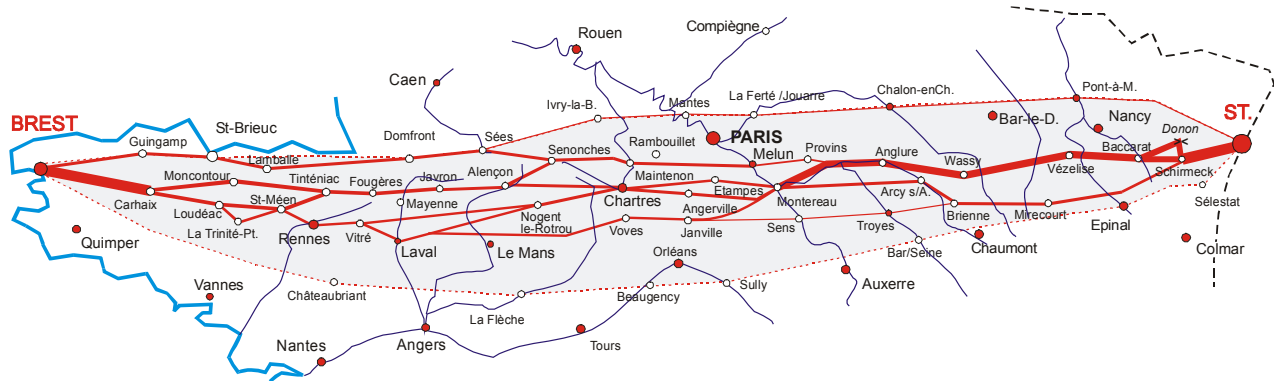 Compiègne
Rouen
Caen
Ivry-la-B.
Mantes
La Ferté /Jouarre
Chalon-enCh.
Pont-à-M.
BREST
St-Brieuc
Guingamp
Lamballe
Domfront
Sées
Senonches
Rambouillet
PARIS
Melun
Provins
Anglure
Bar-le-D.
Nancy
Donon
ST.
Moncontour
Tinténiac
Fougères
Javron
Alençon
Maintenon
Wassy
Vézelise
Baccarat
Schirmeck
Carhaix
Loudéac
St-Méen
Mayenne
Chartres
Etampes
Montereau
Arcy s/A.
Sélestat
La Trinité-Pt.
Rennes
Vitré
Laval
Nogent
le-Rotrou
Voves
Angerville
Janville
Sens
Troyes
Brienne
Mirecourt
Epinal
Quimper
Le Mans
Orléans
Bar/Seine
Chaumont
Colmar
Vannes
Châteaubriant
La Flèche
Beaugency
Sully
Auxerre
Nantes
Angers
Tours